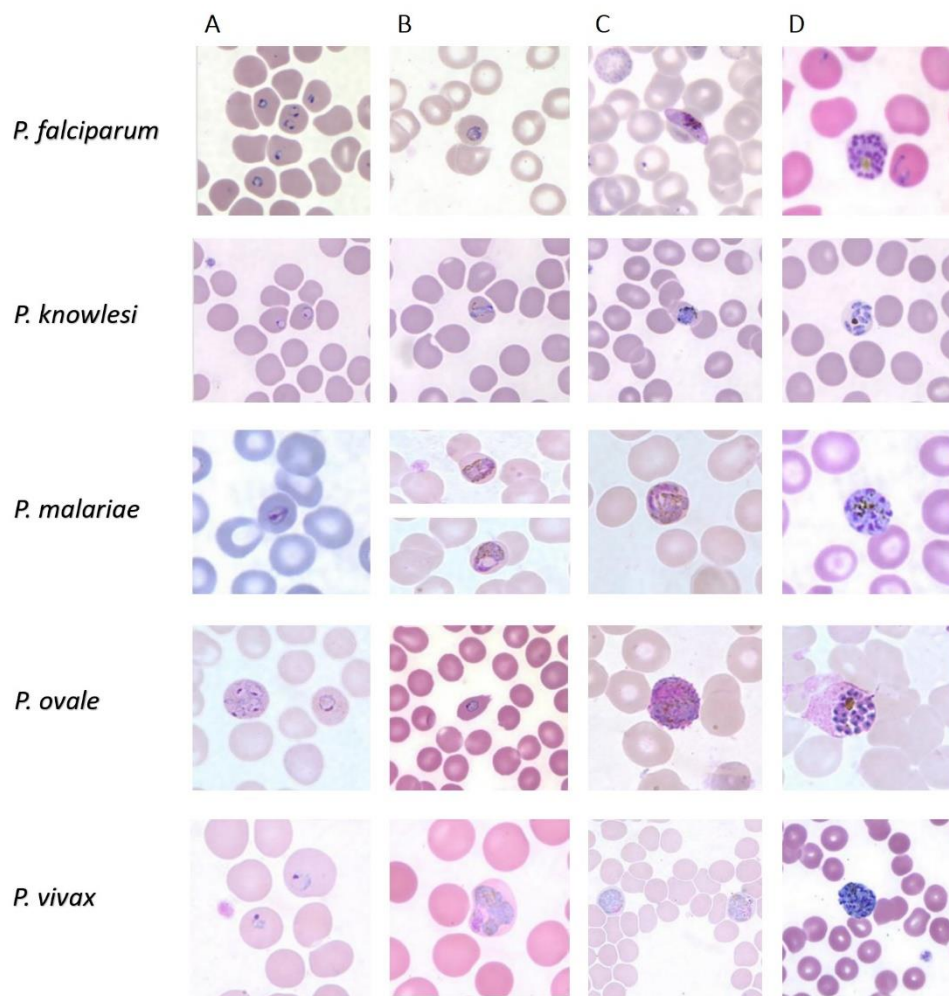 A B C D
P. falciparum
P. knowlesi
P. malariae
P. ovale
P. vivax